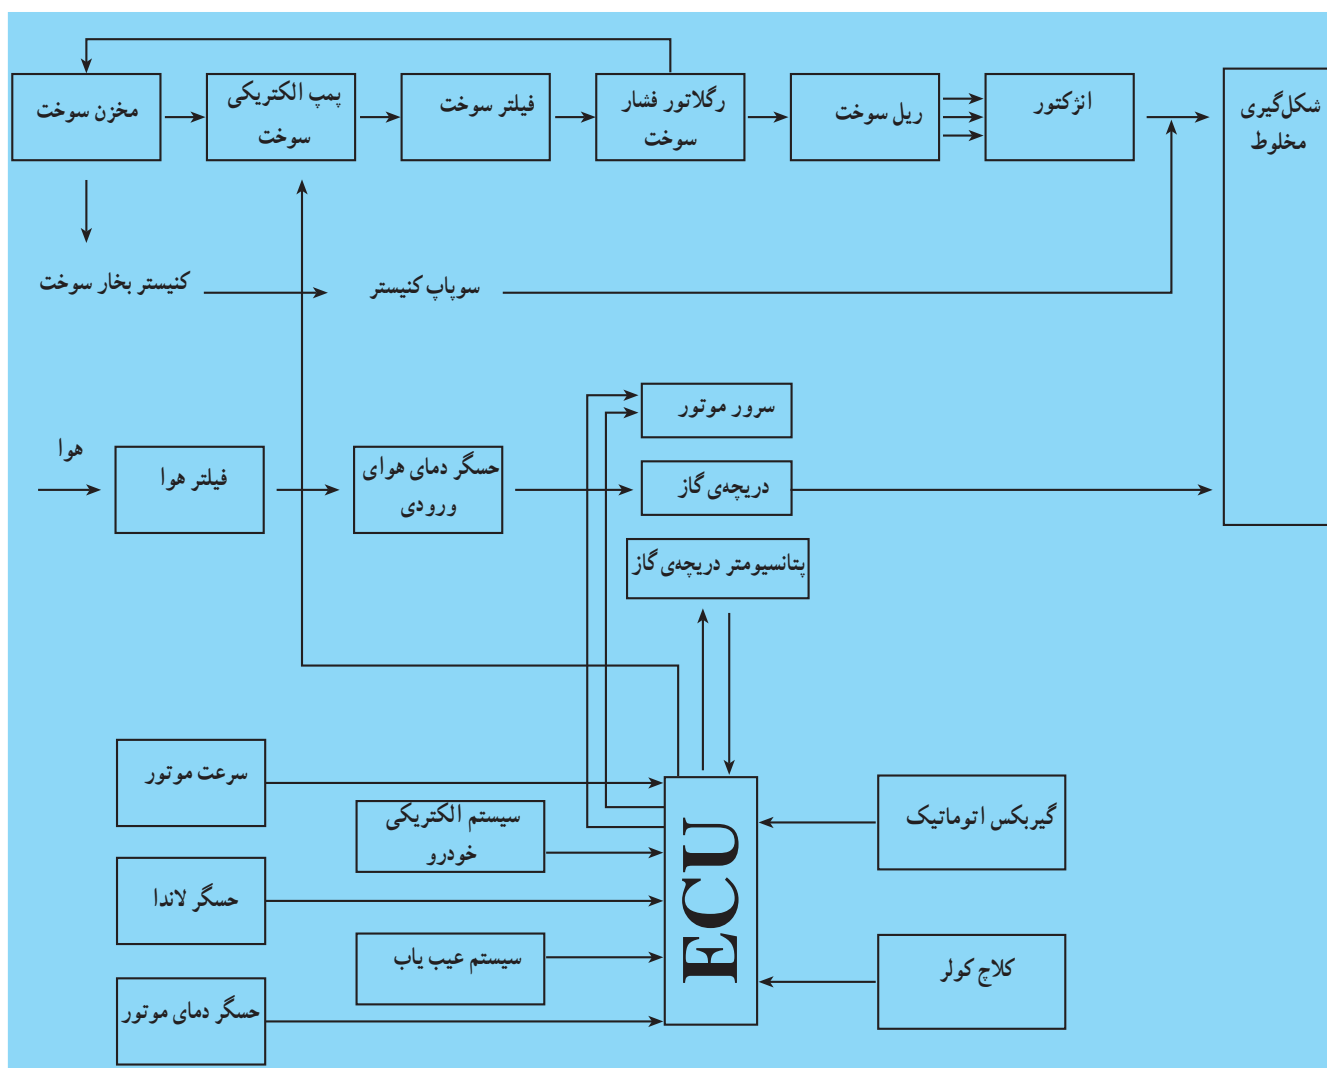 مخزن سوخت
پمپ الکتریکی
سوخت
فیلتر سوخت
رگلاتور فشار
سوخت
ریل سوخت
انژکتور
شکل‌گیری
مخلوط
کنیستر بخار سوخت
سوپاپ کنیستر
سرور موتور
هوا
فیلتر هوا
حسگر دمای هوای
ورودی
دریچه‌ی گاز
پتانسیومتر دریچه‌ی گاز
سرعت موتور
سیستم الکتریکی
خودرو
حسگر لاندا
سیستم عیب یاب
حسگر دمای موتور
ECU
گیربکس اتوماتیک
کلاچ کولر